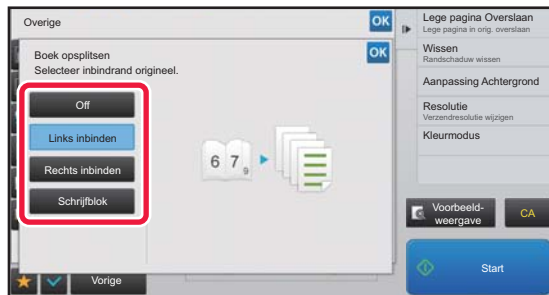 Overige
OK
Boek opsplitsen
Selecteer inbindrand origineel.
OK
Off
Links inbinden
Rechts inbinden
Schrijfblok
6 7 9
Vorige
Lege pagina Overslaan
Lege pagina in orig. overslaan
Wissen
Randschaduw wissen
Aanpassing Achtergrond
Resolutie
Verzendresolutie wijzigen
Kleurmodus
Voorbeeld-
weergave
CA
Start